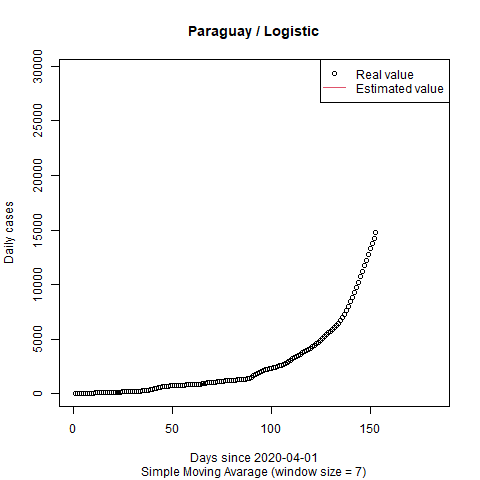 Paraguay / Logistic
Real value
Estimated value
Daily cases
30000
25000
20000
15000
10000
5000
0
0 50 100 150
Days since 2020-04-01
Simple Moving Avarage (window size = 7)